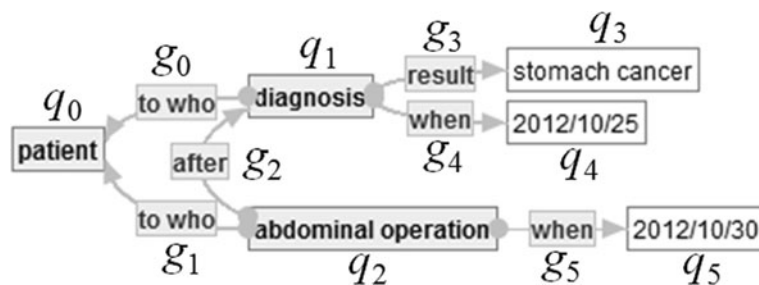 g3 q3
q1
g0 result stomach cancer
q0 to who diagnosis
when 2012/10/25
patient after g2 g4 q4
to who abdominal operation when 2012/10/30
g1 q2 g5 q5